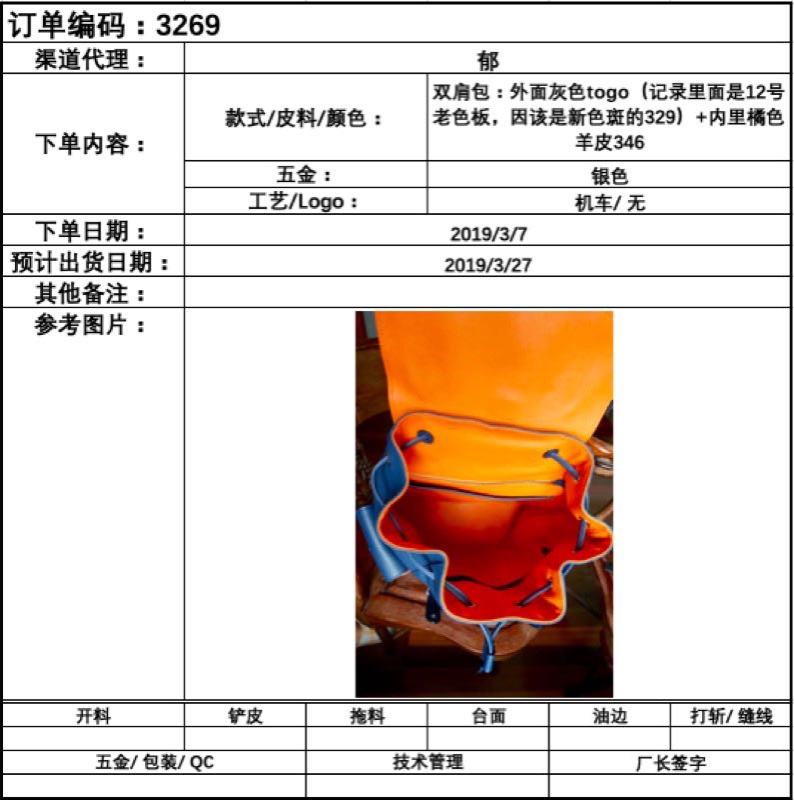 订单编码：3269
渠道代理：
郁
下单内容：
款式/皮料/颜色：
双肩包：外面灰色togo（记录里面是12号
老色板，因该是新色斑的329）+内里橘色
羊皮346
五金：
银色
工艺/Logo：
机车/ 无
下单日期：
2019/3/7
预计出货日期：
2019/3/27
其他备注：
参考图片：
开料
铲皮
拖料
台面
油边
打斩/ 缝线
五金/ 包装/ QC
技术管理
厂长签字